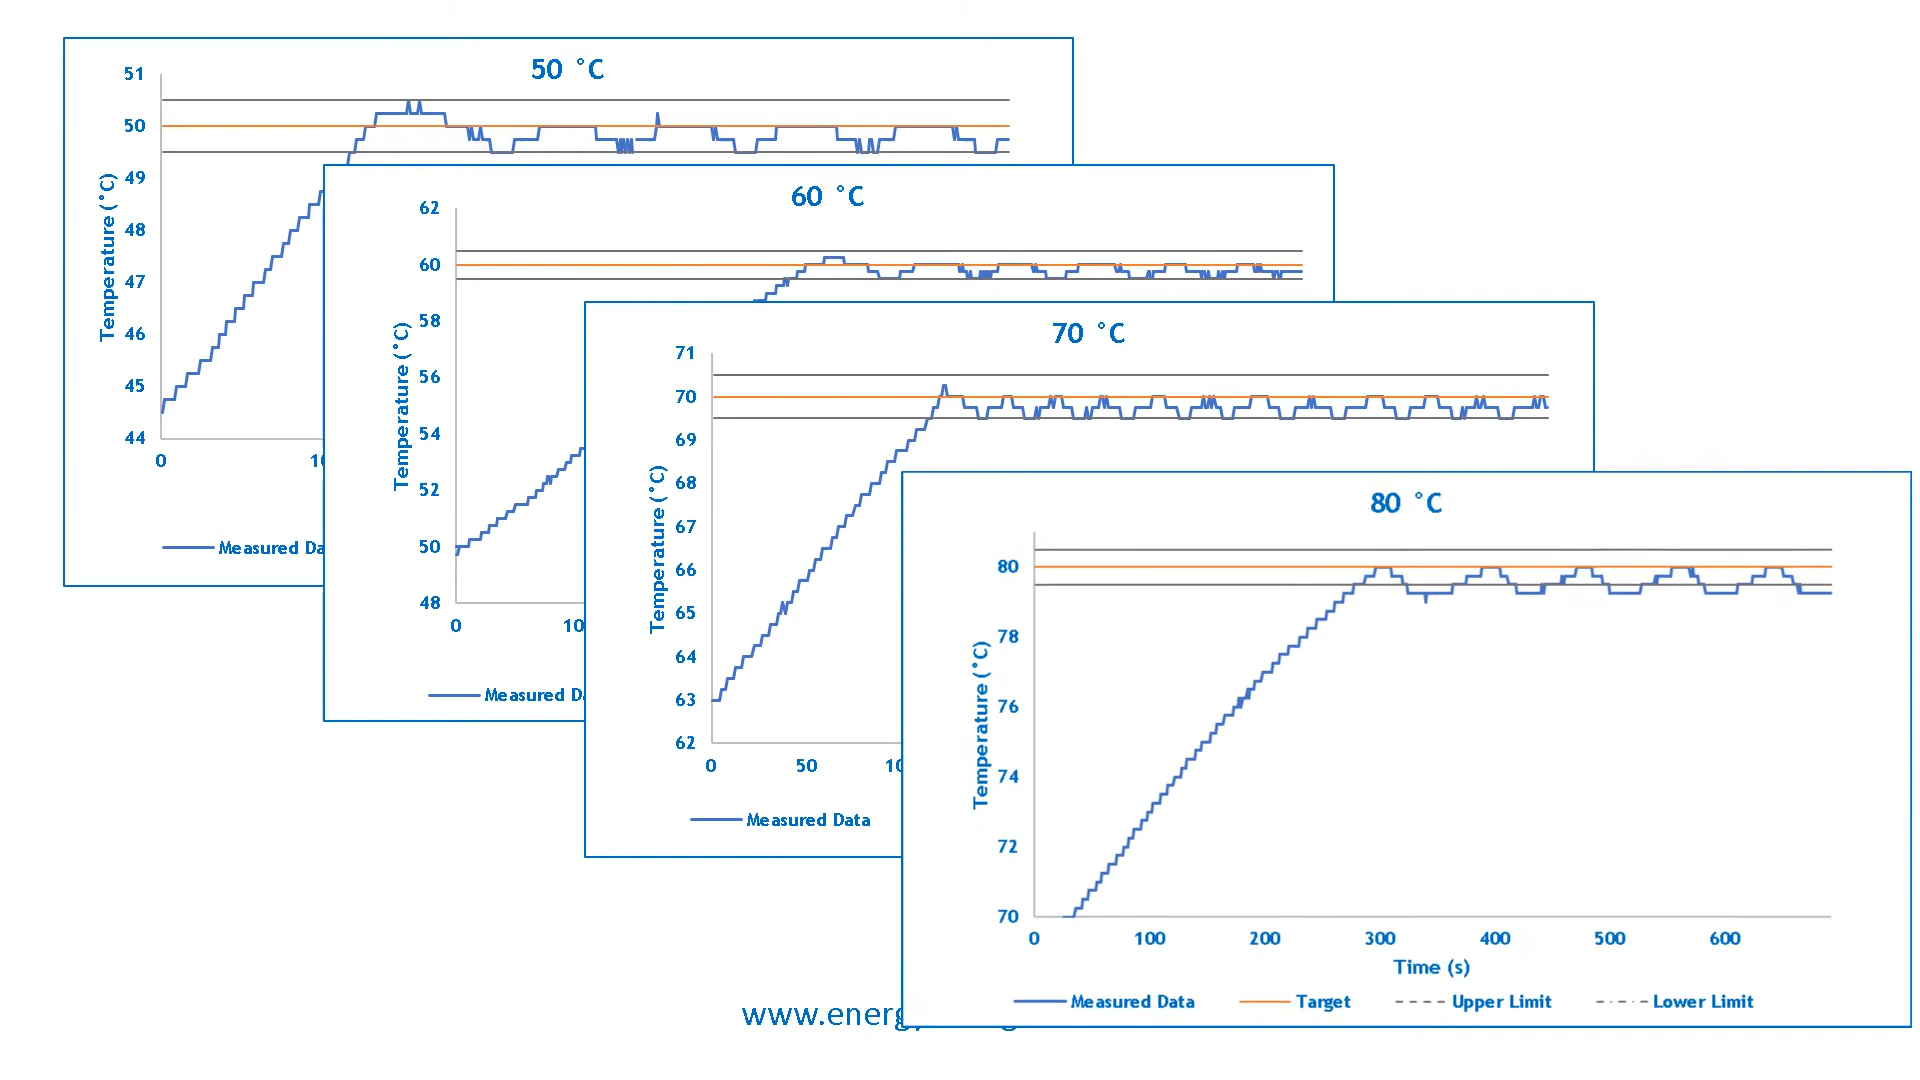 50 °C
51
50
49
48
47
46
45
44
Temperature (°C)
0
Measured
60 °C
62
60
58
56
54
52
50
48
Temperature (°C)
0
Measured
70 °C
71
70
69
68
67
66
65
64
63
62
Temperature (°C)
0
50
Measured Data
80 °C
80
78
76
74
72
70
Temperature (°C)
0
100
200
300
400
500
600
Time (s)
Measured Data
Target
Upper Limit
Lower Limit